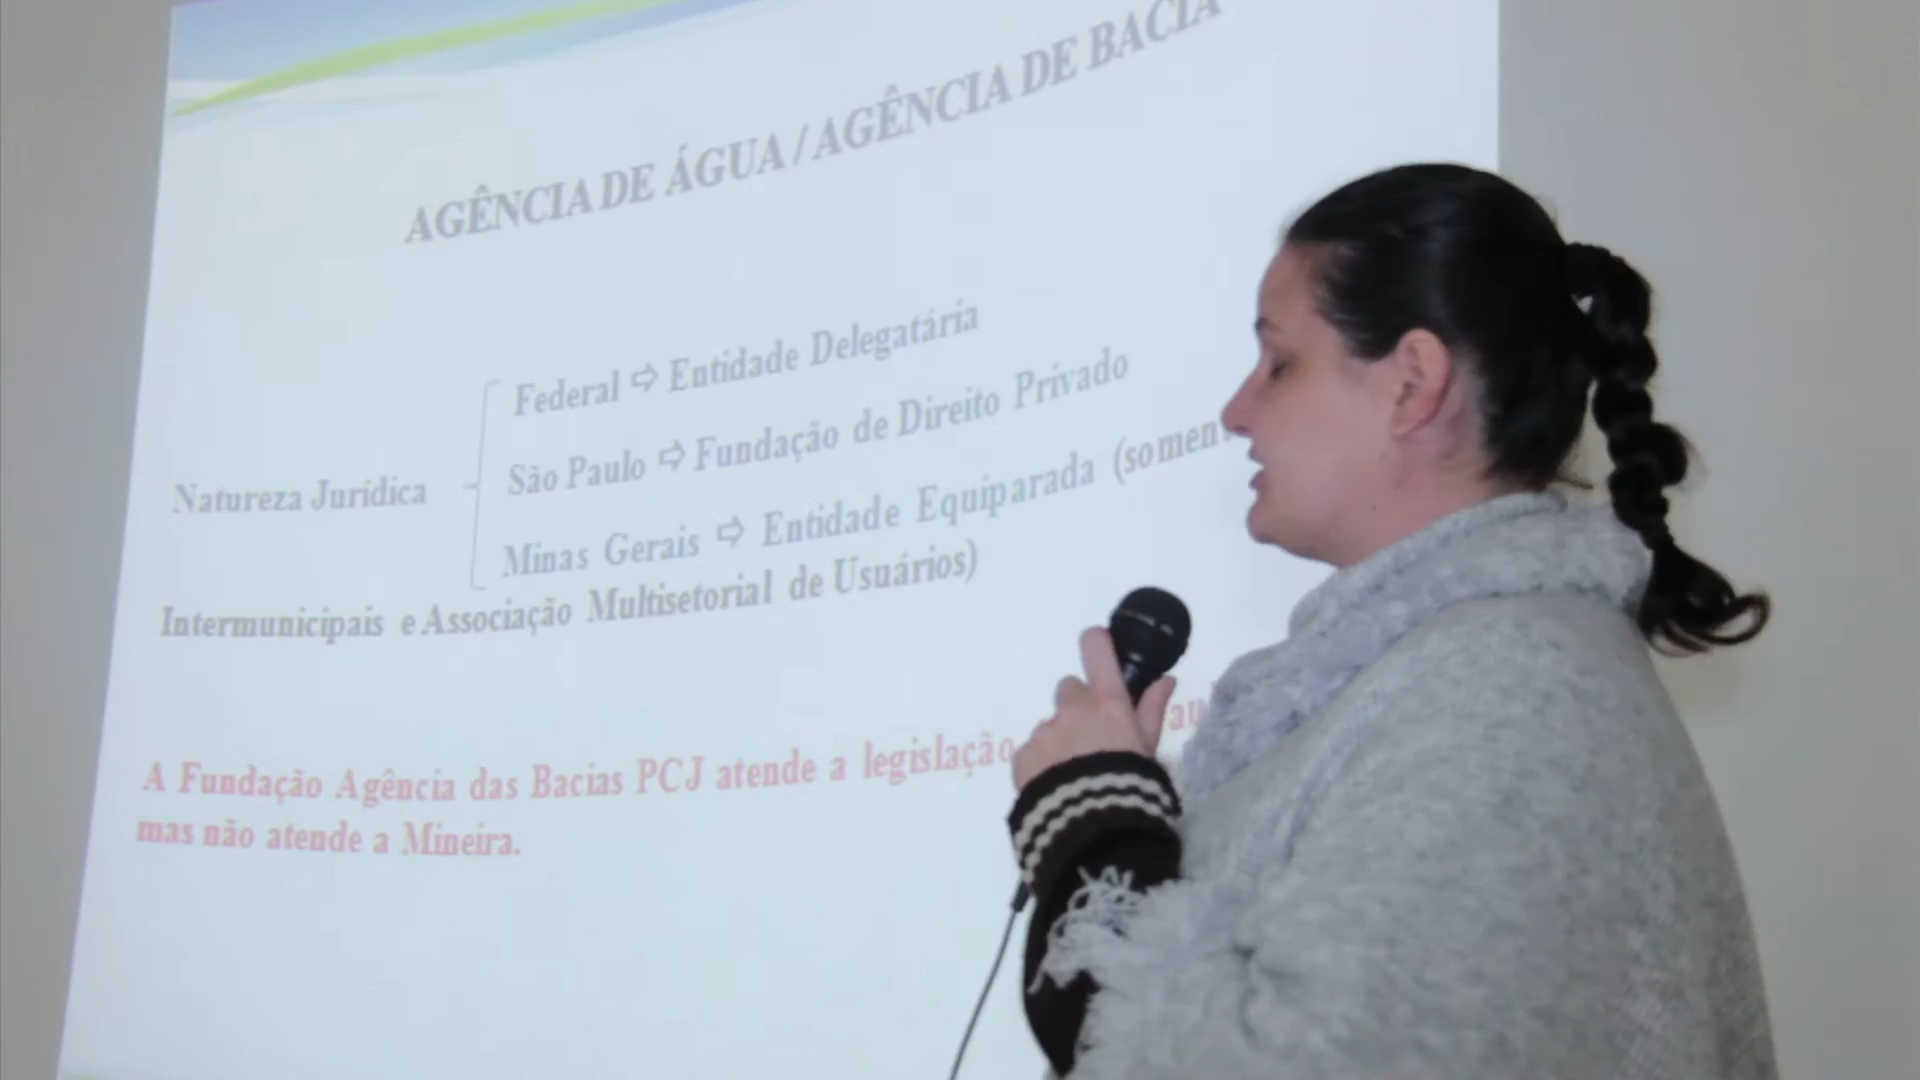 AGÊNCIA DE ÁGUA / AGÊNCIA DE BACIA
Federal ⇨ Entidade Delegatária
São Paulo ⇨ Fundação de Direito Privado
Natureza Jurídica
Minas Gerais ⇨ Entidade Equiparada
Intermunicipais e Associação Multisetorial de Usuários)
A Fundação Agência das Bacias PCJ atende a legislação
mas não atende a Mineira.